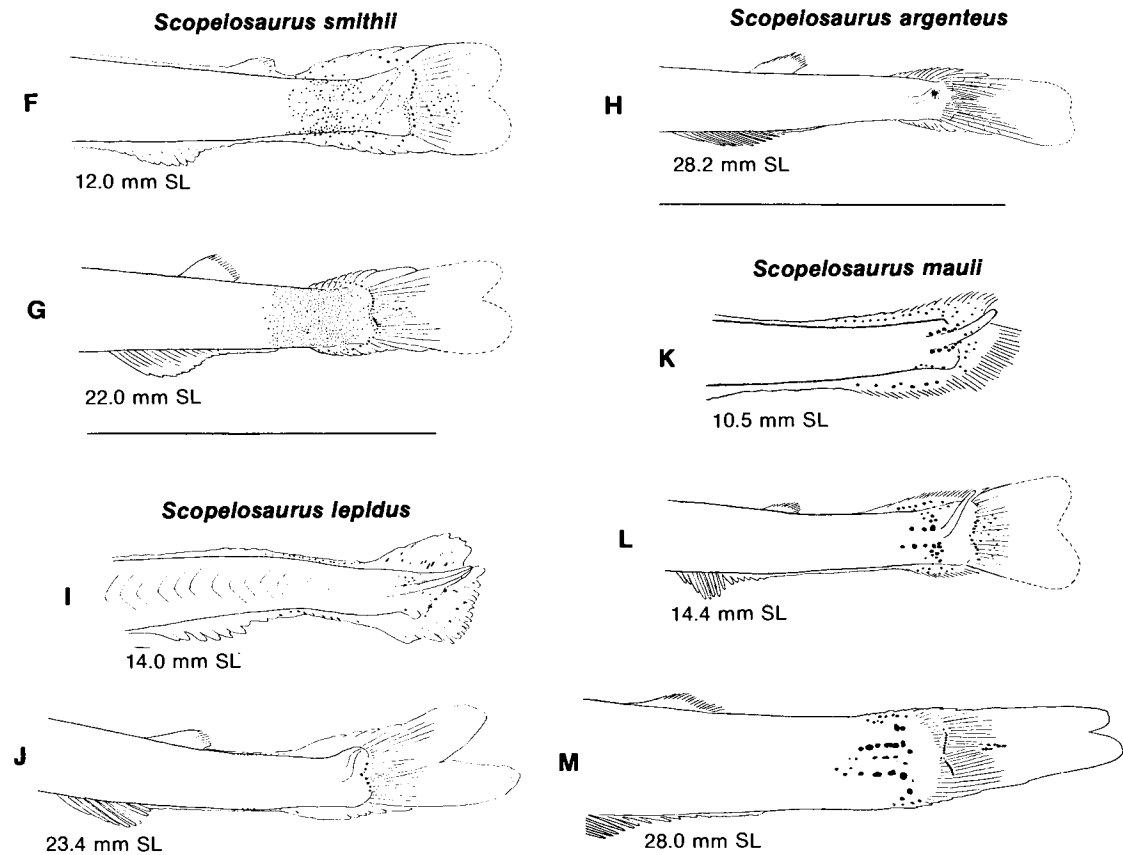 Scopelosaurus smithii
F
12.0 mm SL
G
22.0 mm SL
Scopelosaurus lepidus
I
14.0 mm SL
J
23.4 mm SL
Scopelosaurus argenteus
H
28.2 mm SL
Scopelosaurus mauii
K
10.5 mm SL
L
14.4 mm SL
M
28.0 mm SL